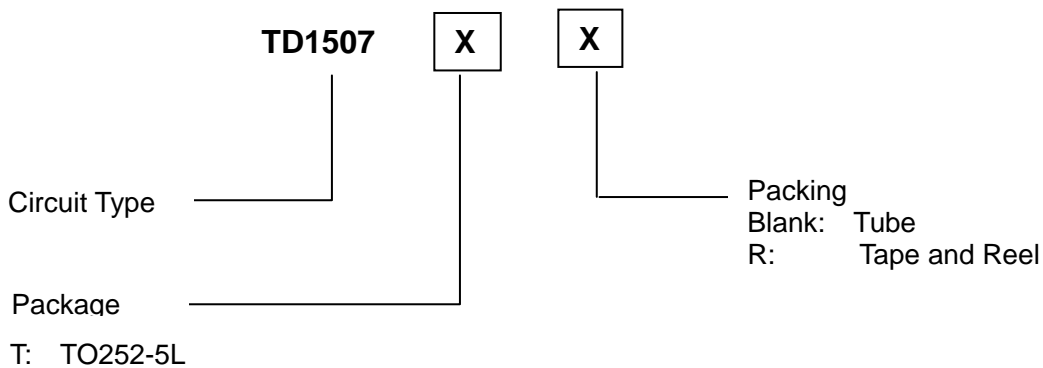 TD1507 X X
Circuit Type
Packing
Blank: Tube
R: Tape and Reel
Package
T: TO252-5L